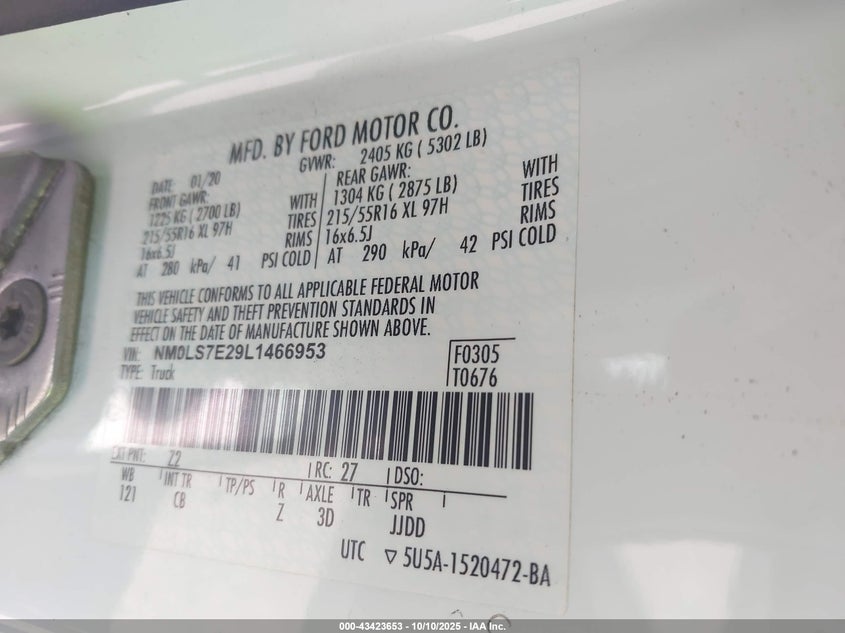 MFD. BY FORD MOTOR CO.
DATE: 01/20 GVWR: 2405 KG ( 5302 LB)
FRONT GAWR: REAR GAWR:
1225 KG ( 2700 LB) WITH 1304 KG ( 2875 LB) WITH
215/55R16 XL 97H TIRES 215/55R16 XL 97H TIRES
16x6.5J RIMS 16x6.5J RIMS
AT 280 kPa/ 41 PSI COLD AT 290 kPa/ 42 PSI COLD
THIS VEHICLE CONFORMS TO ALL APPLICABLE FEDERAL MOTOR
VEHICLE SAFETY AND THEFT PREVENTION STANDARDS IN
EFFECT ON THE DATE OF MANUFACTURE SHOWN ABOVE.
VIN: NM0LS7E29L1466953 F0305
TYPE: Truck T0676
EXT PNT: Z2 RC: 27 DSO:
WB INT TR TP/PS R AXLE TR SPR
121 CB Z 3D JJDD
UTC ▽ 5U5A-1520472-BA
000-43423653 - 10/10/2025 - IAA Inc.